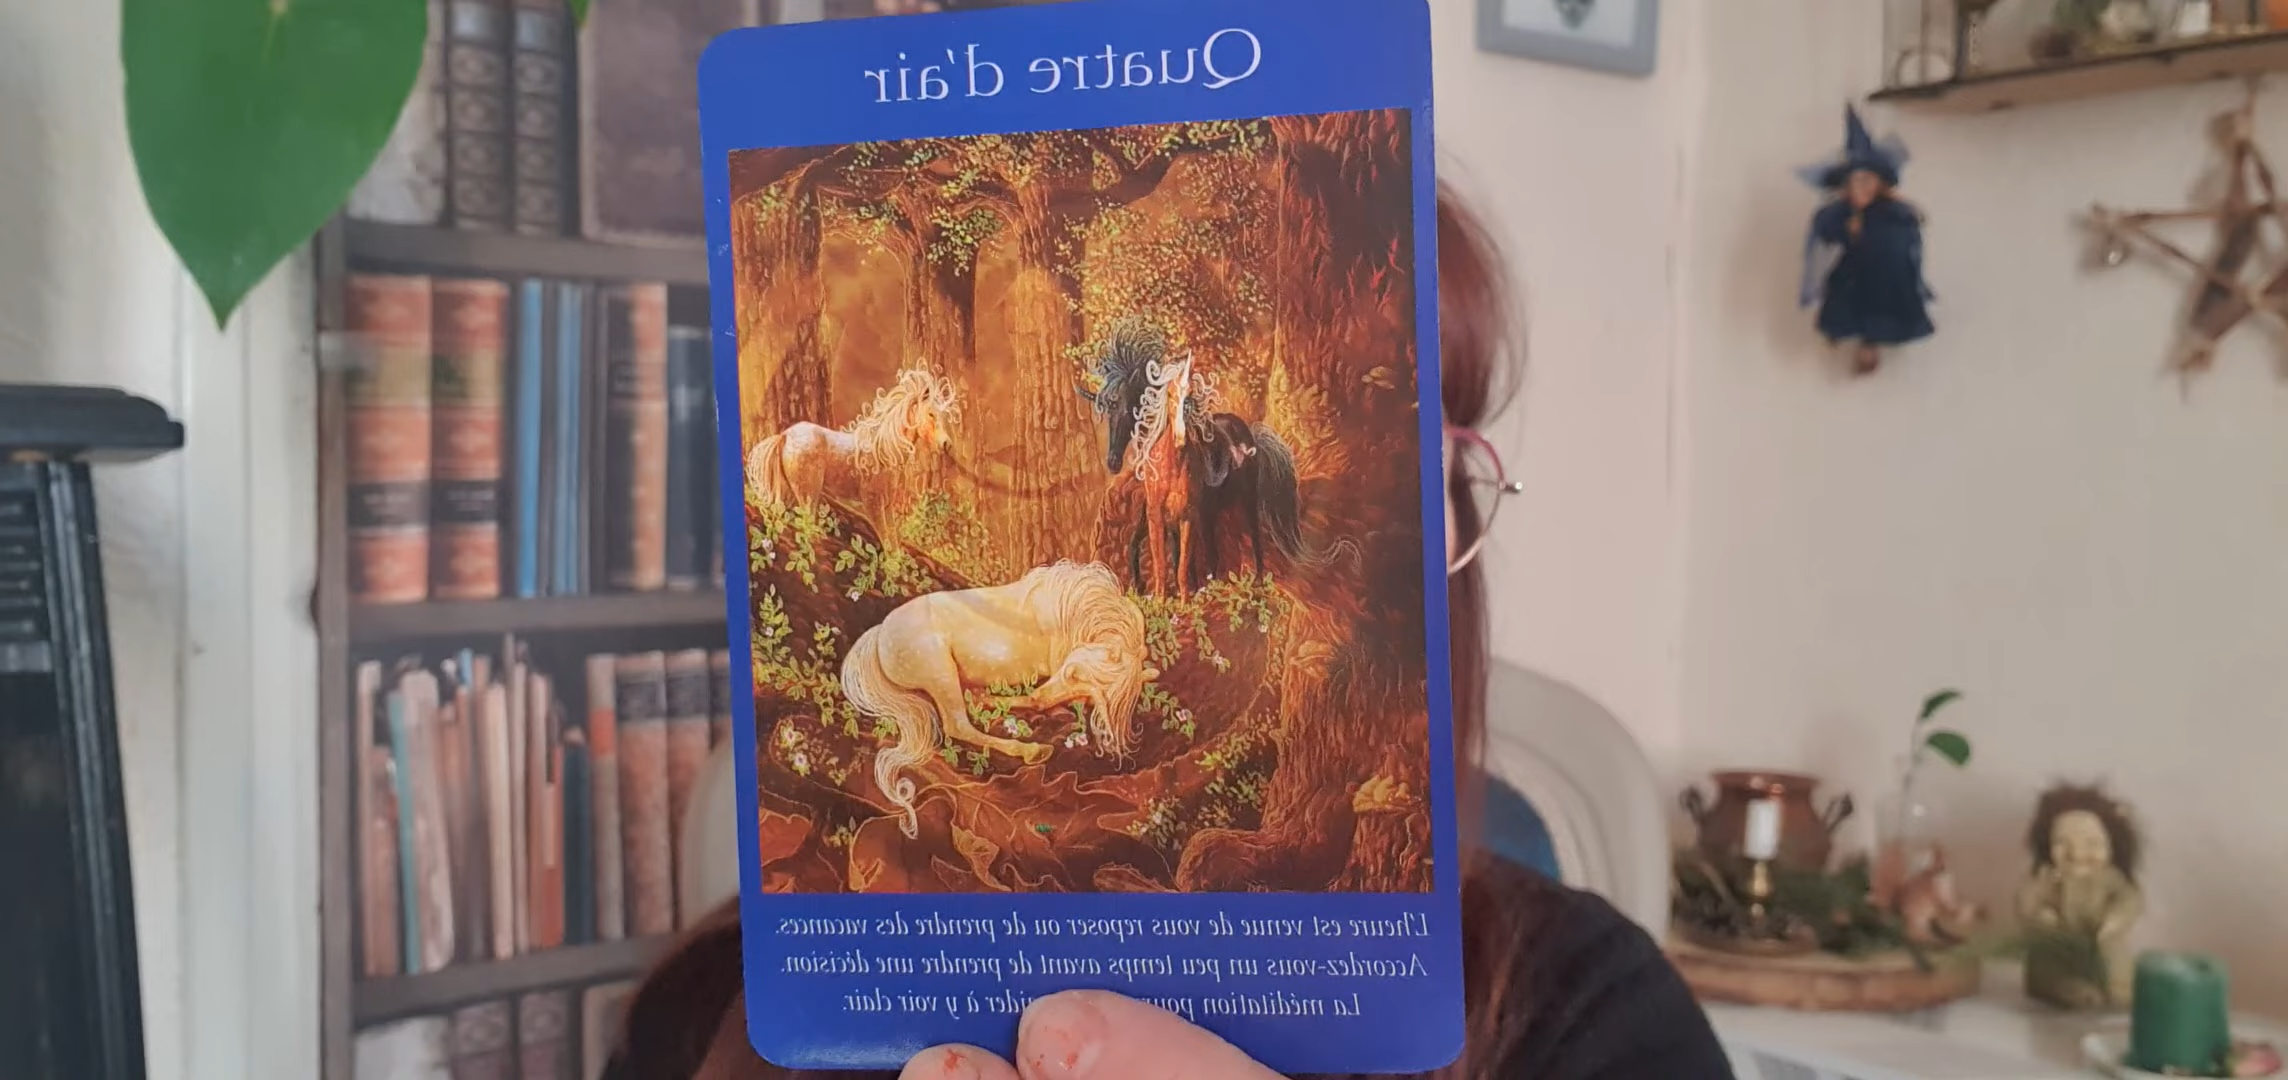 Quatre d'air
L'heure est venue de vous reposer ou de prendre des vacances.
Accordez-vous un peu temps avant de prendre une décision.
La méditation à y voir clair.